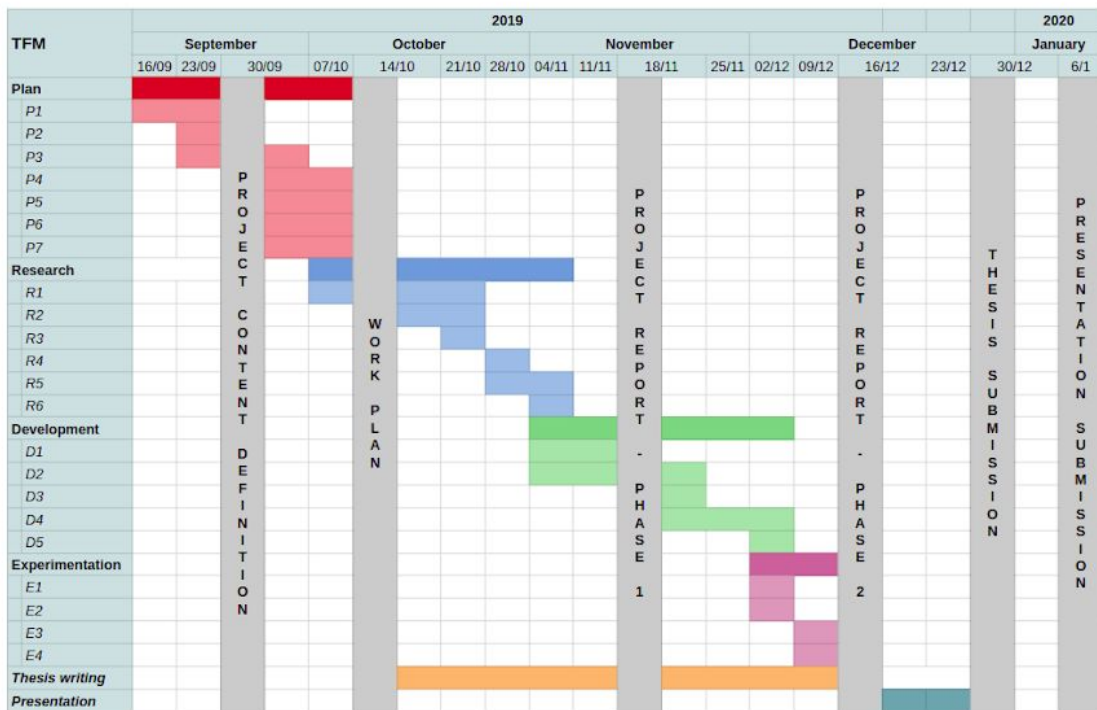 2019 2020
TFM September October November December January
16/09 23/09 30/09 07/10 14/10 21/10 28/10 04/11 11/11 18/11 25/11 02/12 09/12 16/12 23/12 30/12 6/1
Plan
P1
P2
P3
P4
P5
P6
P7
Research
R1
R2
R3
R4
R5
R6
Development
D1
D2
D3
D4
D5
Experimentation
E1
E2
E3
E4
Thesis writing
Presentation
PROJECT CONTENT DEFINITION
WORK PLAN
PROJECT REPORT - PHASE 1
PROJECT REPORT - PHASE 2
THESIS SUBMISSION
PRESENTATION SUBMISSION